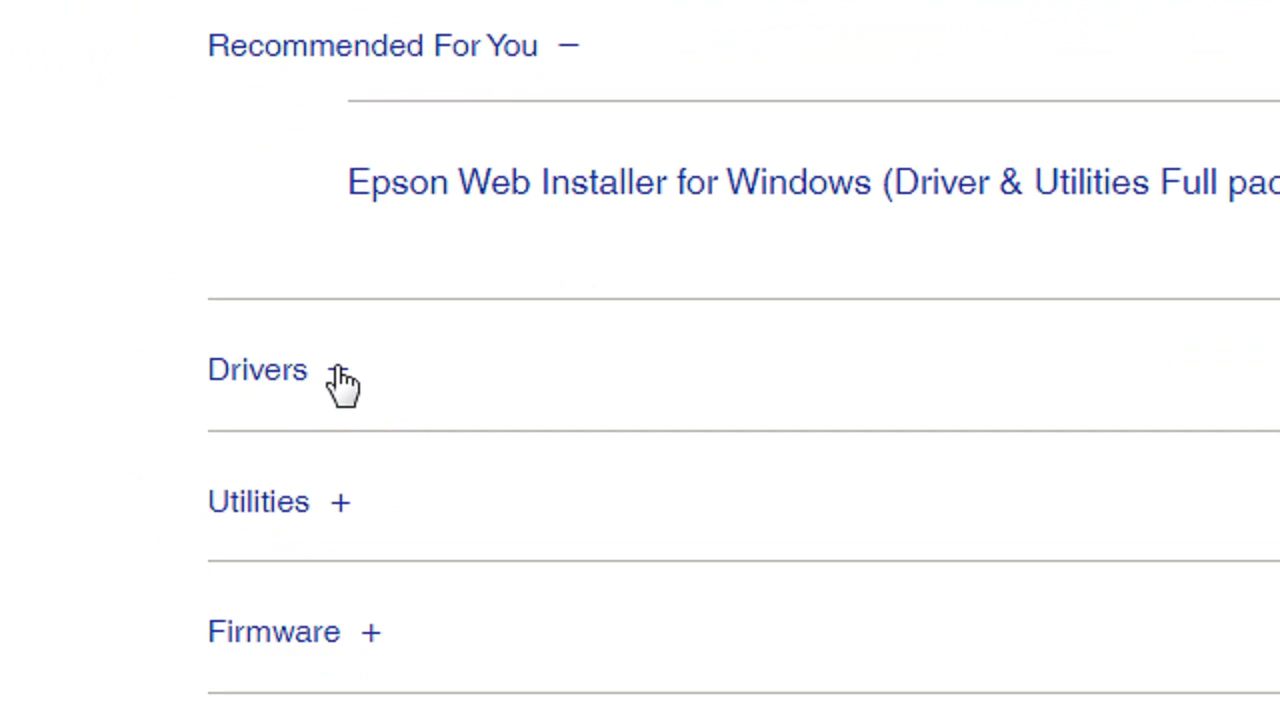 Recommended For You −
Epson Web Installer for Windows (Driver & Utilities Full pac
Drivers
Utilities +
Firmware +